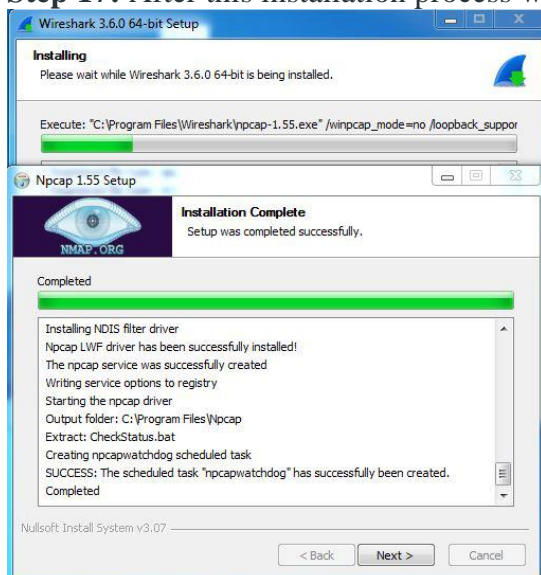 Step 17: After this installation process w
Wireshark 3.6.0 64-bit Setup
Installing
Please wait while Wireshark 3.6.0 64-bit is being installed.
Execute: "C:\Program Files\Wireshark\npcap-1.55.exe" /winpcap_mode=no /loopback_suppor
Npcap 1.55 Setup
NMAP.ORG
Installation Complete
Setup was completed successfully.
Completed
Installing NDIS filter driver
Npcap LWF driver has been successfully installed!
The npcap service was successfully created
Writing service options to registry
Starting the npcap driver
Output folder: C:\Program Files\Npcap
Extract: CheckStatus.bat
Creating npcapwatchdog scheduled task
SUCCESS: The scheduled task "npcapwatchdog" has successfully been created.
Completed
Nullsoft Install System v3.07
< Back Next > Cancel